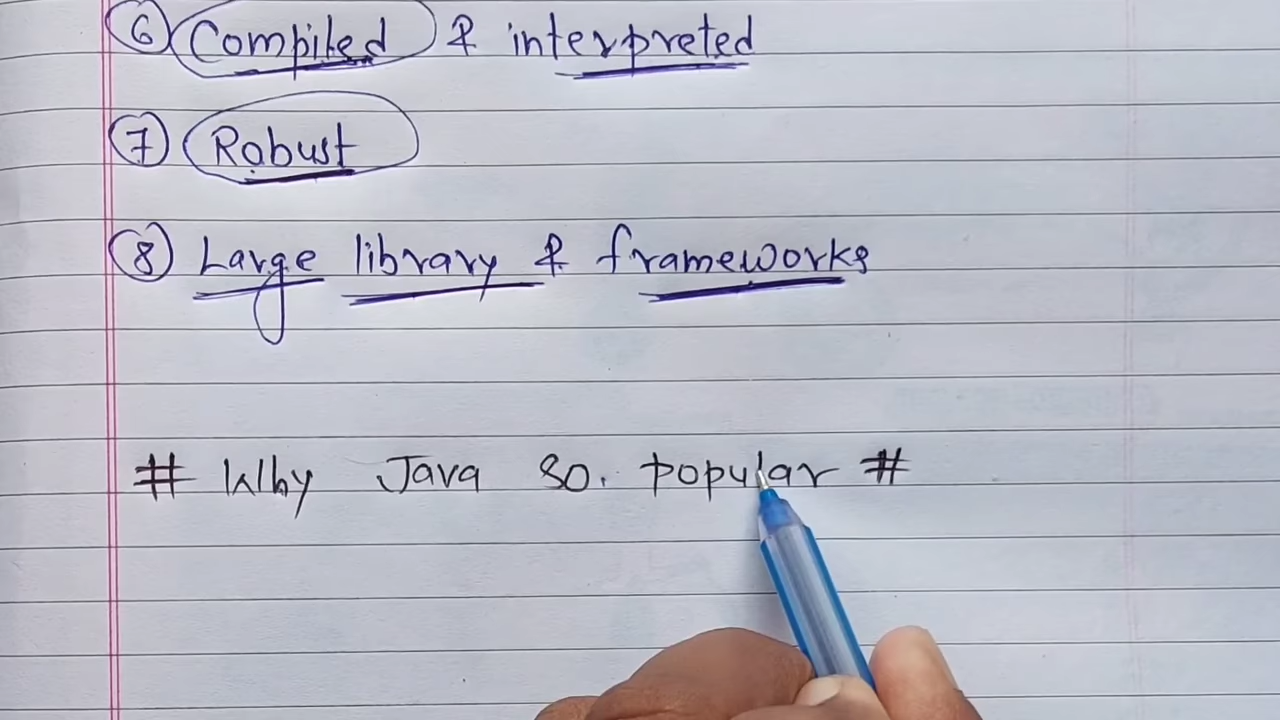 ⑥ Compiled & interpreted
⑦ Robust
⑧ Large library & frameworks
# Why Java so. popular #